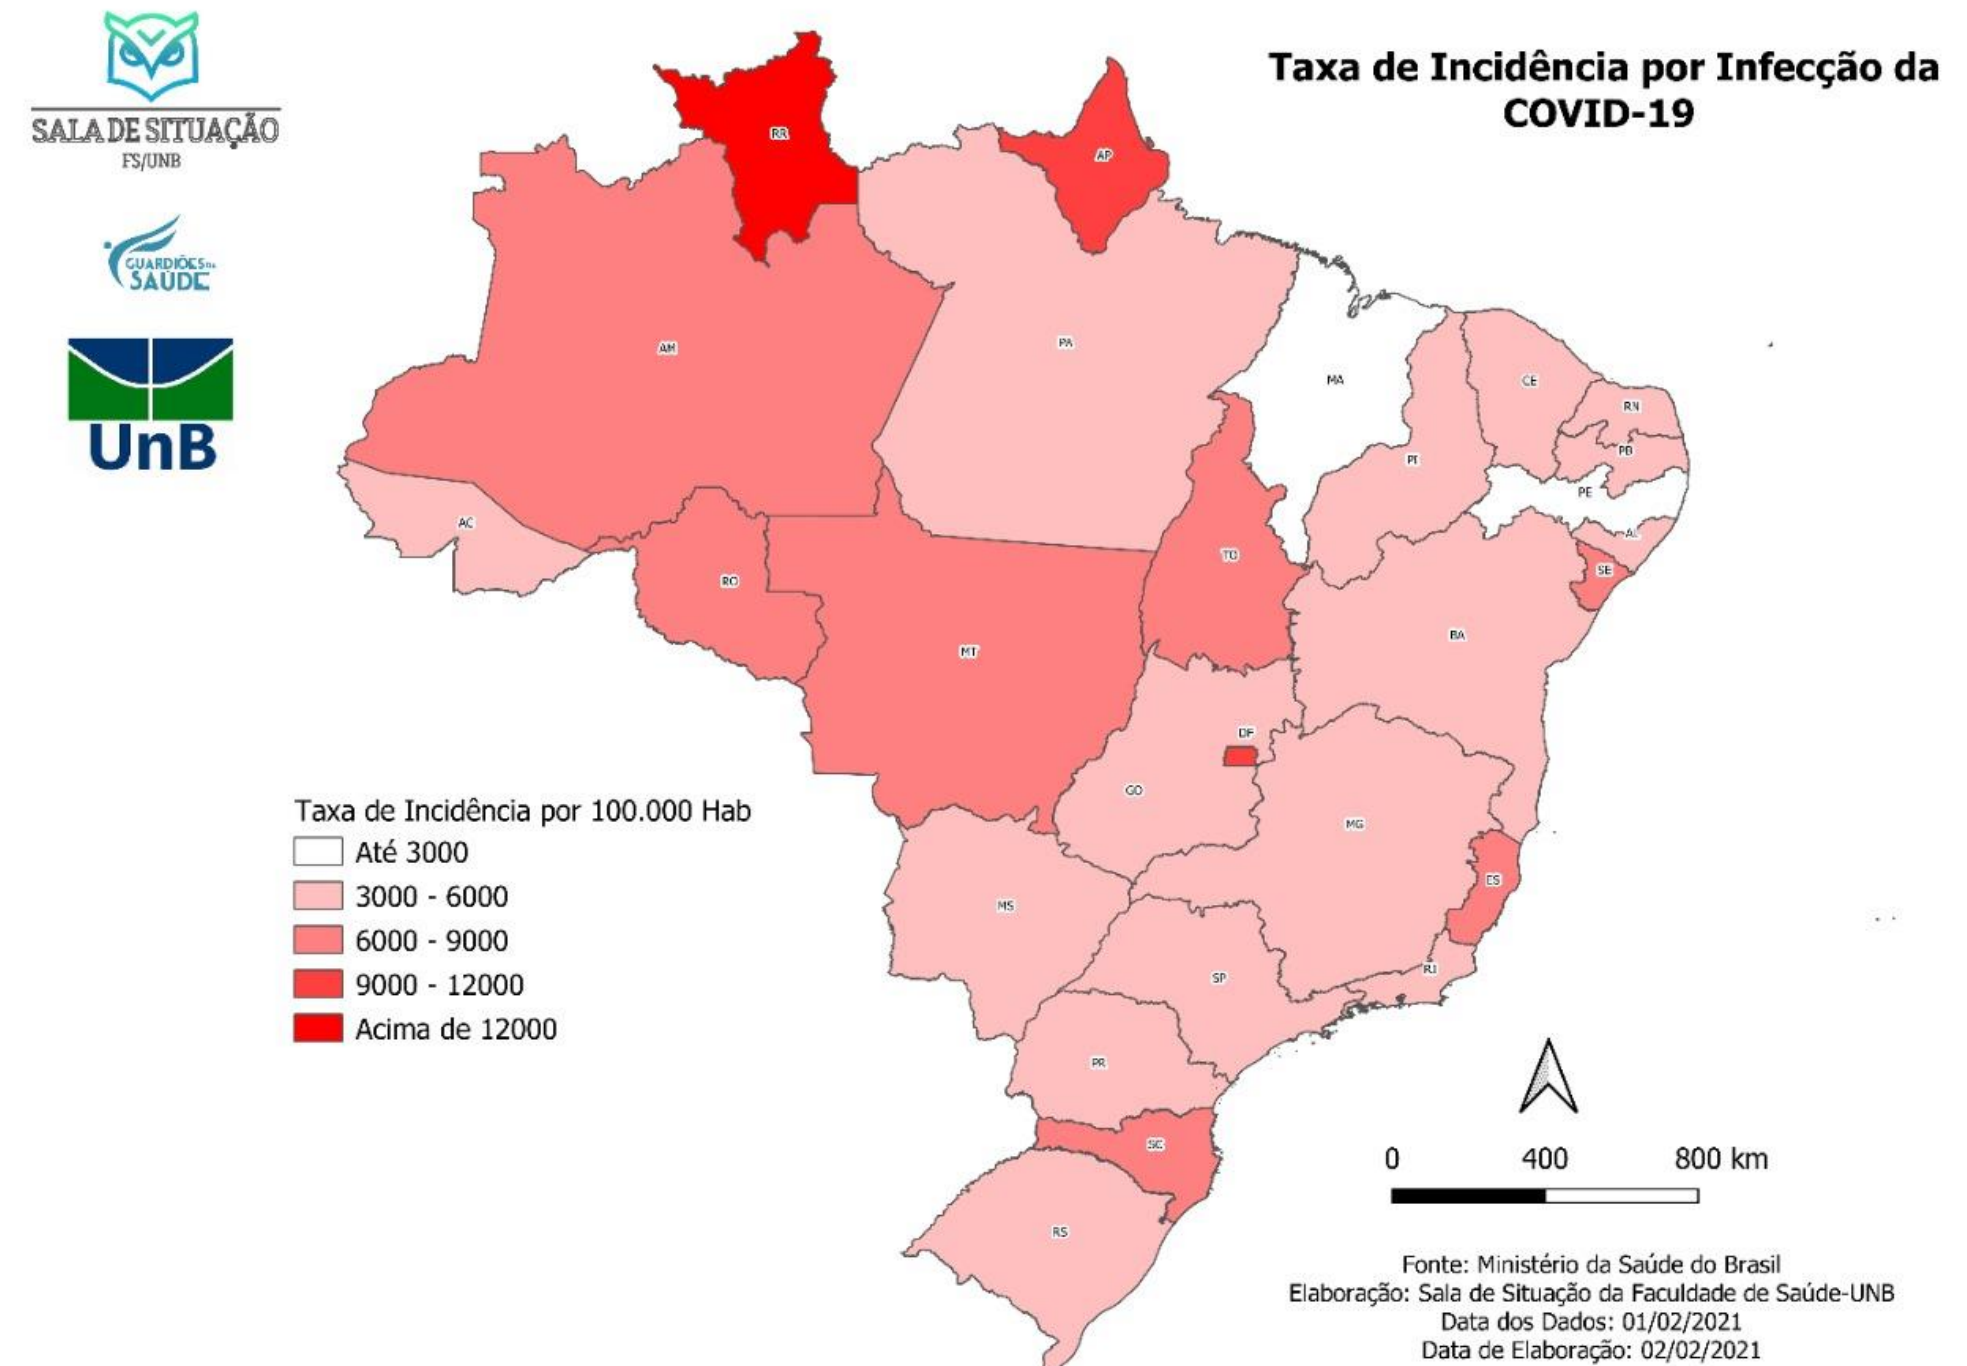 SALA DE SITUAÇÃO
FS/UNB
GUARDIÕES DA
SAÚDE
UnB
Taxa de Incidência por Infecção da
COVID-19
RR
AP
AM
PA
MA
CE
RN
PB
PI
PE
AC
AL
TO
SE
RO
BA
MT
DF
GO
MG
ES
MS
RJ
SP
PR
SC
RS
Taxa de Incidência por 100.000 Hab
Até 3000
3000 - 6000
6000 - 9000
9000 - 12000
Acima de 12000
0 400 800 km
Fonte: Ministério da Saúde do Brasil
Elaboração: Sala de Situação da Faculdade de Saúde-UNB
Data dos Dados: 01/02/2021
Data de Elaboração: 02/02/2021